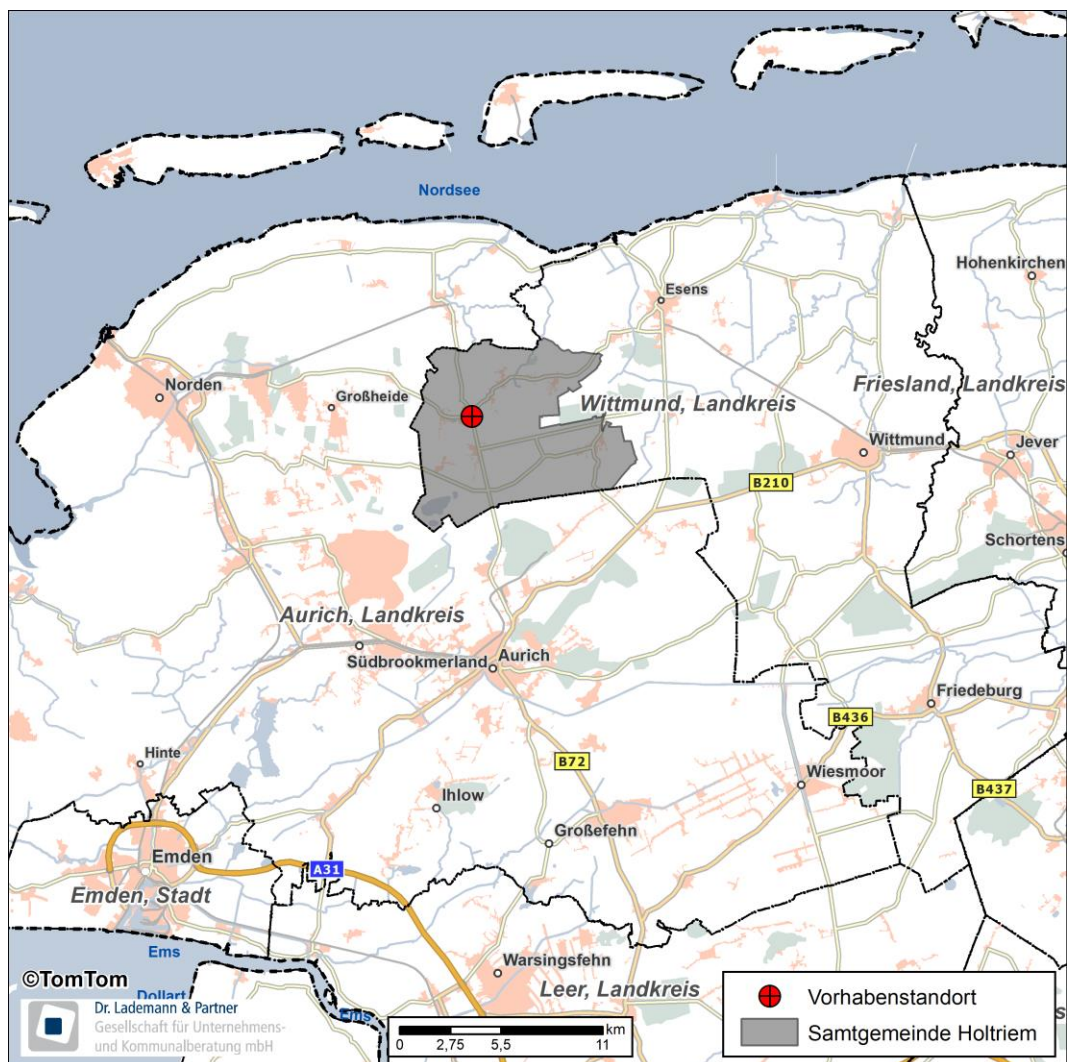 Nordsee
Hohenkirchen
Esens
Norden
Großheide
Friesland, Landkreis
Wittmund, Landkreis
Wittmund
Jever
B210
Schortens
Aurich, Landkreis
Südbrookmerland
Aurich
Friedeburg
B436
Hinte
B72
Wiesmoor
B437
Ihlow
Großefehn
Emden
A31
Emden, Stadt
Ems
Warsingsfehn
©TomTom
Dollart
Leer, Landkreis
Ems
Dr. Lademann & Partner
Gesellschaft für Unternehmens-
und Kommunalberatung mbH
km
0 2,75 5,5 11
Vorhabenstandort
Samtgemeinde Holtriem